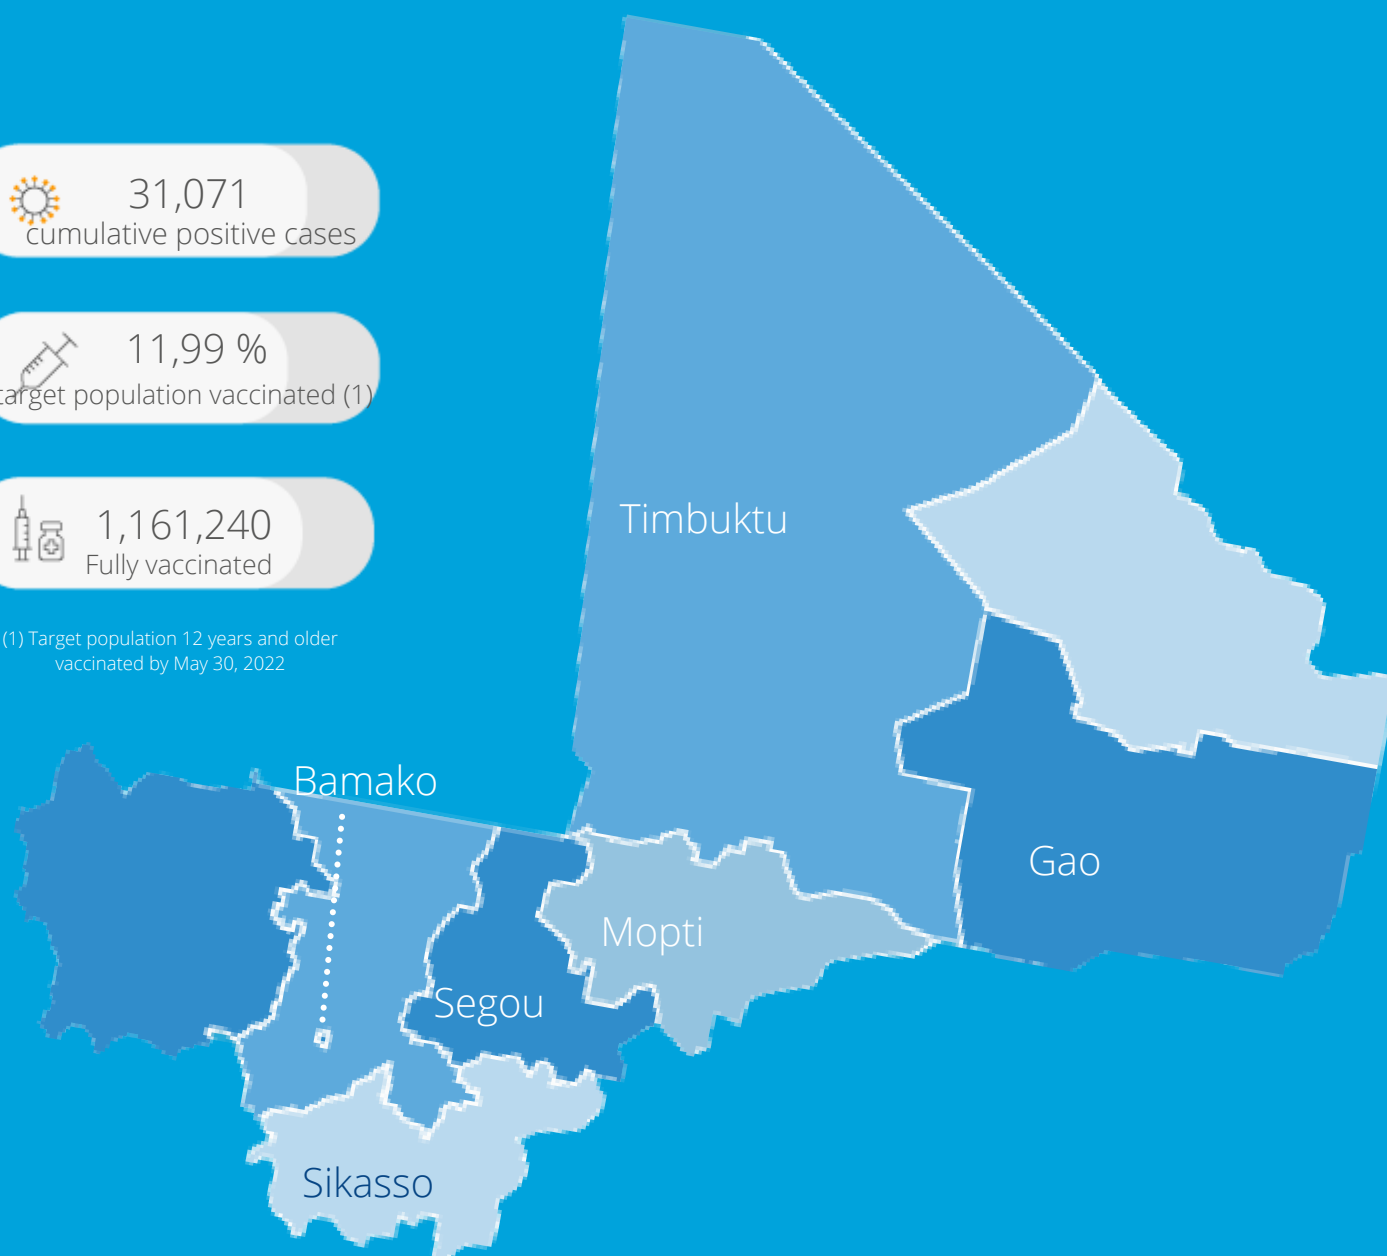 31,071
cumulative positive cases
11,99 %
target population vaccinated (1)
1,161,240
Fully vaccinated
(1) Target population 12 years and older
vaccinated by May 30, 2022
Timbuktu
Bamako
Gao
Mopti
Segou
Sikasso